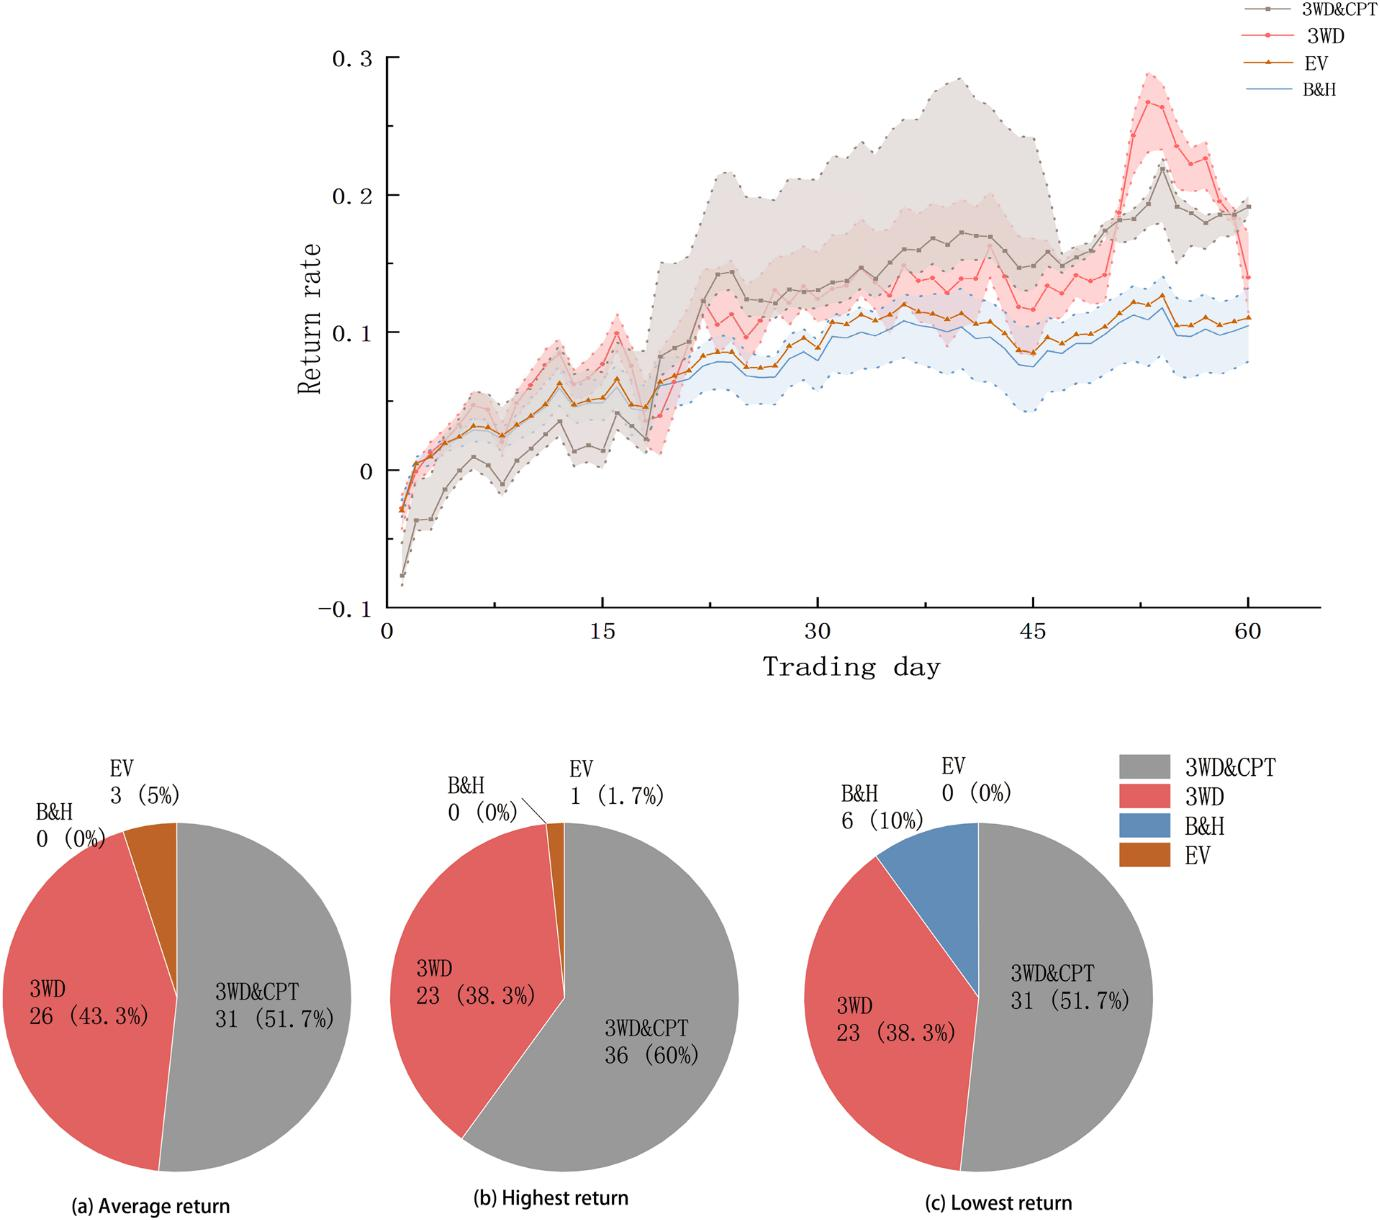 3WD&CPT
3WD
EV
B&H
0.3
0.2
0.1
0
-0.1
Return rate
0
15
30
45
60
Trading day
EV
3 (5%)
B&H
0 (0%)
3WD
26 (43.3%)
3WD&CPT
31 (51.7%)
(a) Average return
B&H
0 (0%)
EV
1 (1.7%)
3WD
23 (38.3%)
3WD&CPT
36 (60%)
(b) Highest return
EV
0 (0%)
B&H
6 (10%)
3WD
23 (38.3%)
3WD&CPT
31 (51.7%)
(c) Lowest return
3WD&CPT
3WD
B&H
EV